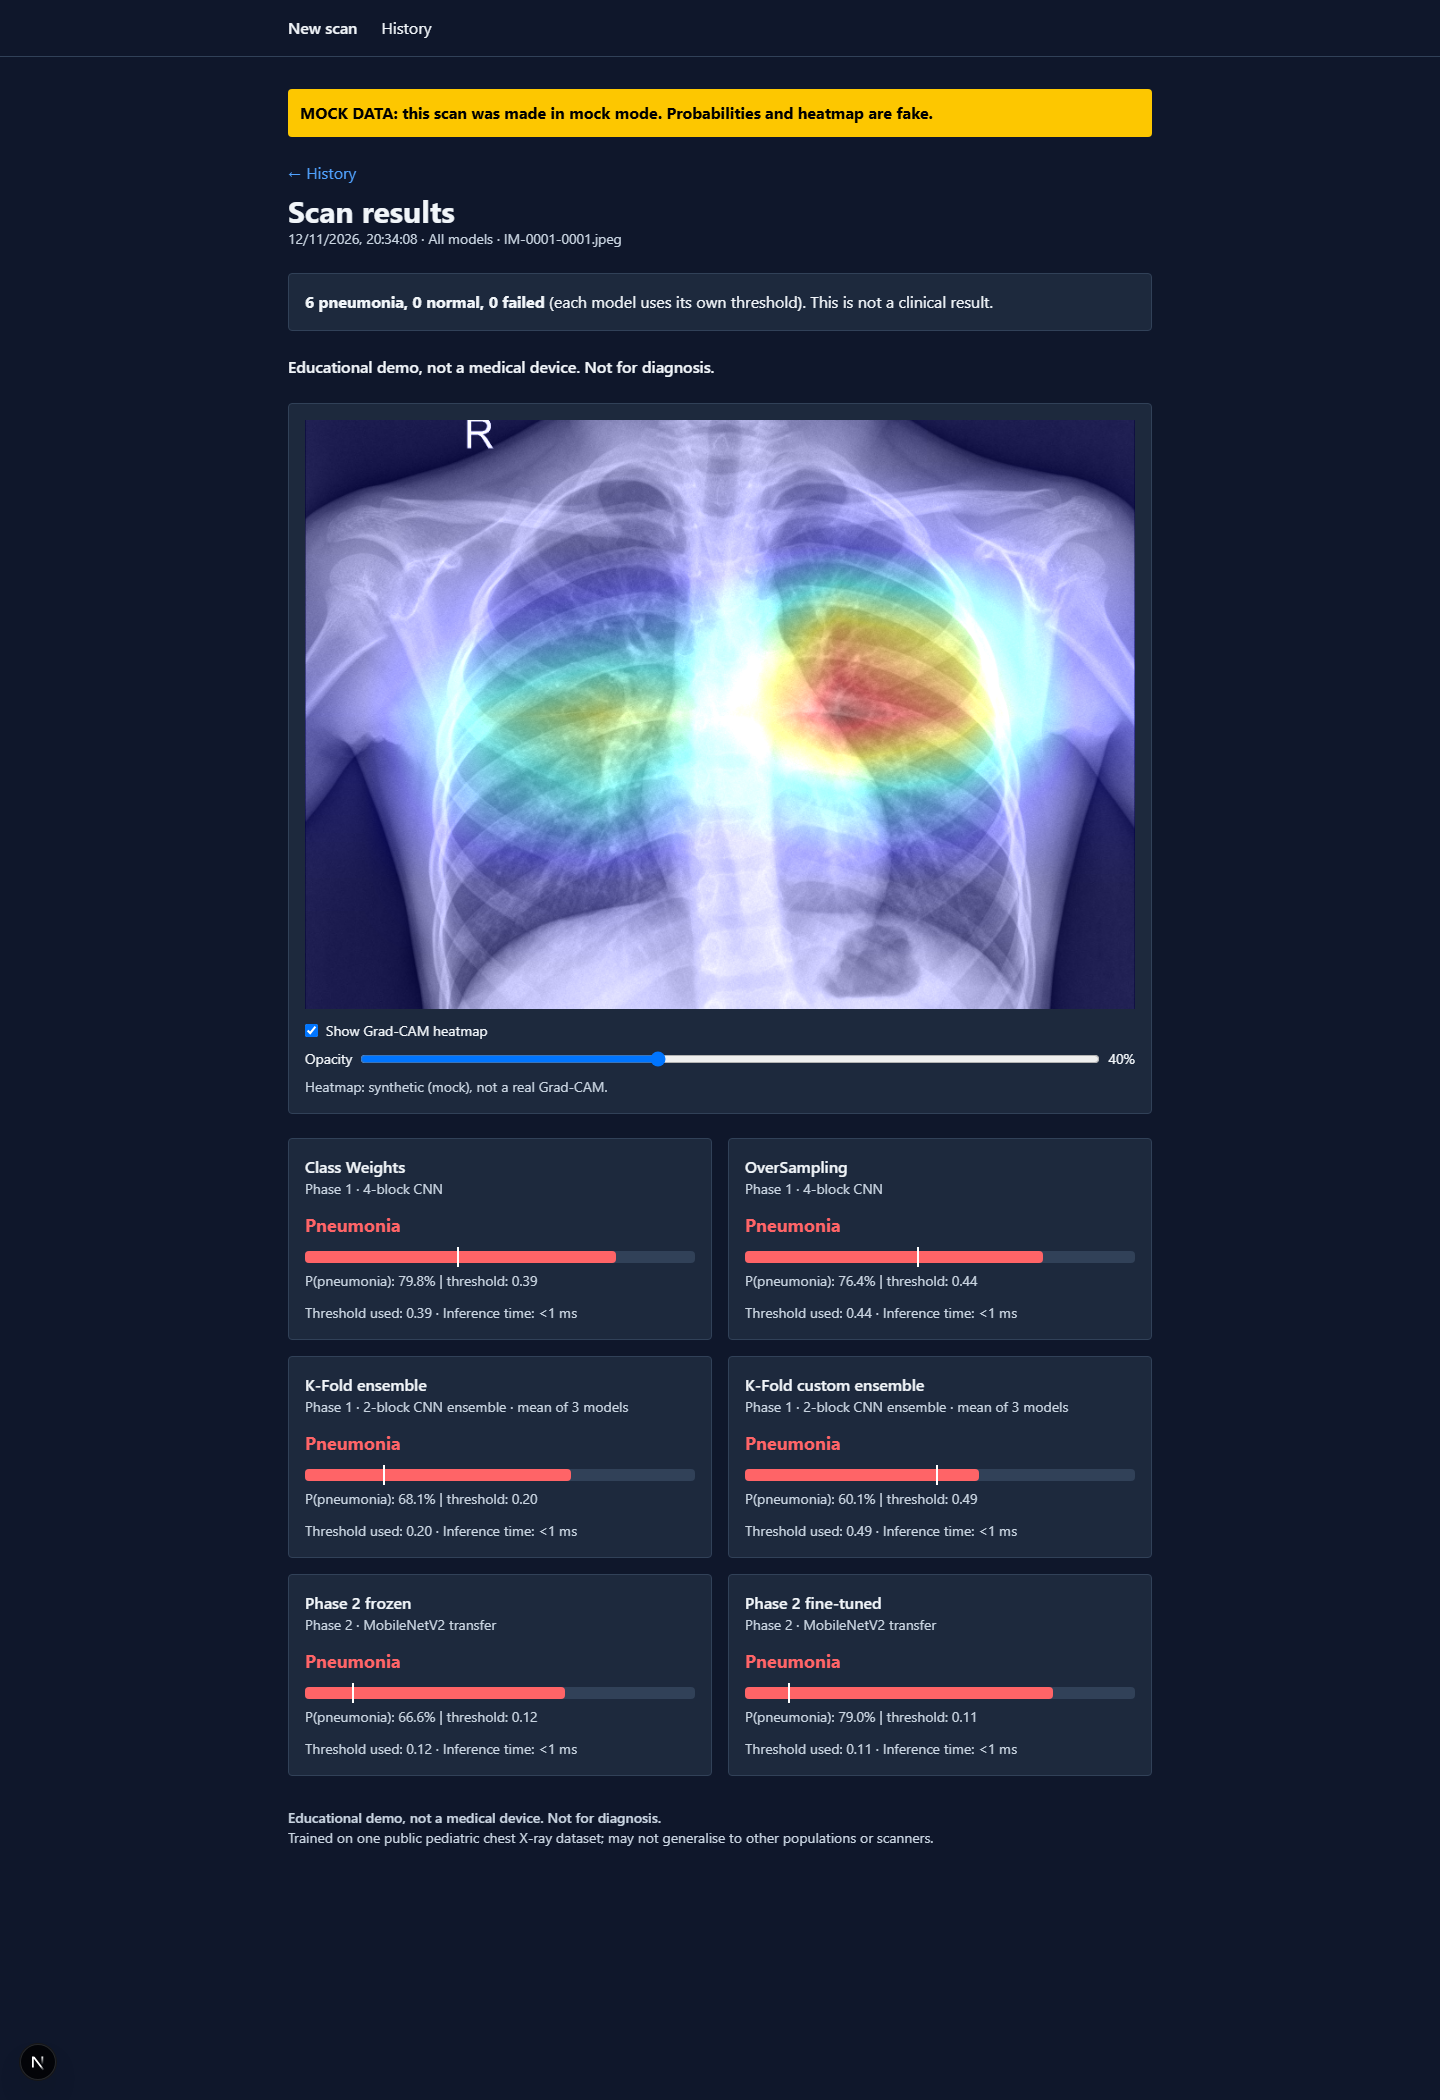 New scan History
MOCK DATA: this scan was made in mock mode. Probabilities and heatmap are fake.
← History
Scan results
12/11/2026, 20:34:08 · All models · IM-0001-0001.jpeg
6 pneumonia, 0 normal, 0 failed (each model uses its own threshold). This is not a clinical result.
Educational demo, not a medical device. Not for diagnosis.
R
Show Grad-CAM heatmap
Opacity 40%
Heatmap: synthetic (mock), not a real Grad-CAM.
Class Weights
Phase 1 · 4-block CNN
Pneumonia
P(pneumonia): 79.8% | threshold: 0.39
Threshold used: 0.39 · Inference time: <1 ms
OverSampling
Phase 1 · 4-block CNN
Pneumonia
P(pneumonia): 76.4% | threshold: 0.44
Threshold used: 0.44 · Inference time: <1 ms
K-Fold ensemble
Phase 1 · 2-block CNN ensemble · mean of 3 models
Pneumonia
P(pneumonia): 68.1% | threshold: 0.20
Threshold used: 0.20 · Inference time: <1 ms
K-Fold custom ensemble
Phase 1 · 2-block CNN ensemble · mean of 3 models
Pneumonia
P(pneumonia): 60.1% | threshold: 0.49
Threshold used: 0.49 · Inference time: <1 ms
Phase 2 frozen
Phase 2 · MobileNetV2 transfer
Pneumonia
P(pneumonia): 66.6% | threshold: 0.12
Threshold used: 0.12 · Inference time: <1 ms
Phase 2 fine-tuned
Phase 2 · MobileNetV2 transfer
Pneumonia
P(pneumonia): 79.0% | threshold: 0.11
Threshold used: 0.11 · Inference time: <1 ms
Educational demo, not a medical device. Not for diagnosis.
Trained on one public pediatric chest X-ray dataset; may not generalise to other populations or scanners.
N